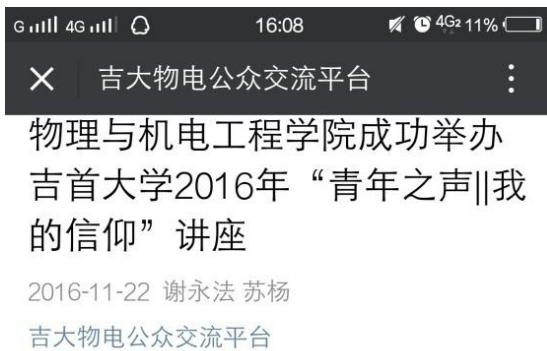 G 4G 16:08 4G2 11%
吉大物电公众交流平台
物理与机电工程学院成功举办
吉首大学2016年“青年之声||我
的信仰”讲座
2016-11-22 谢永法 苏杨
吉大物电公众交流平台